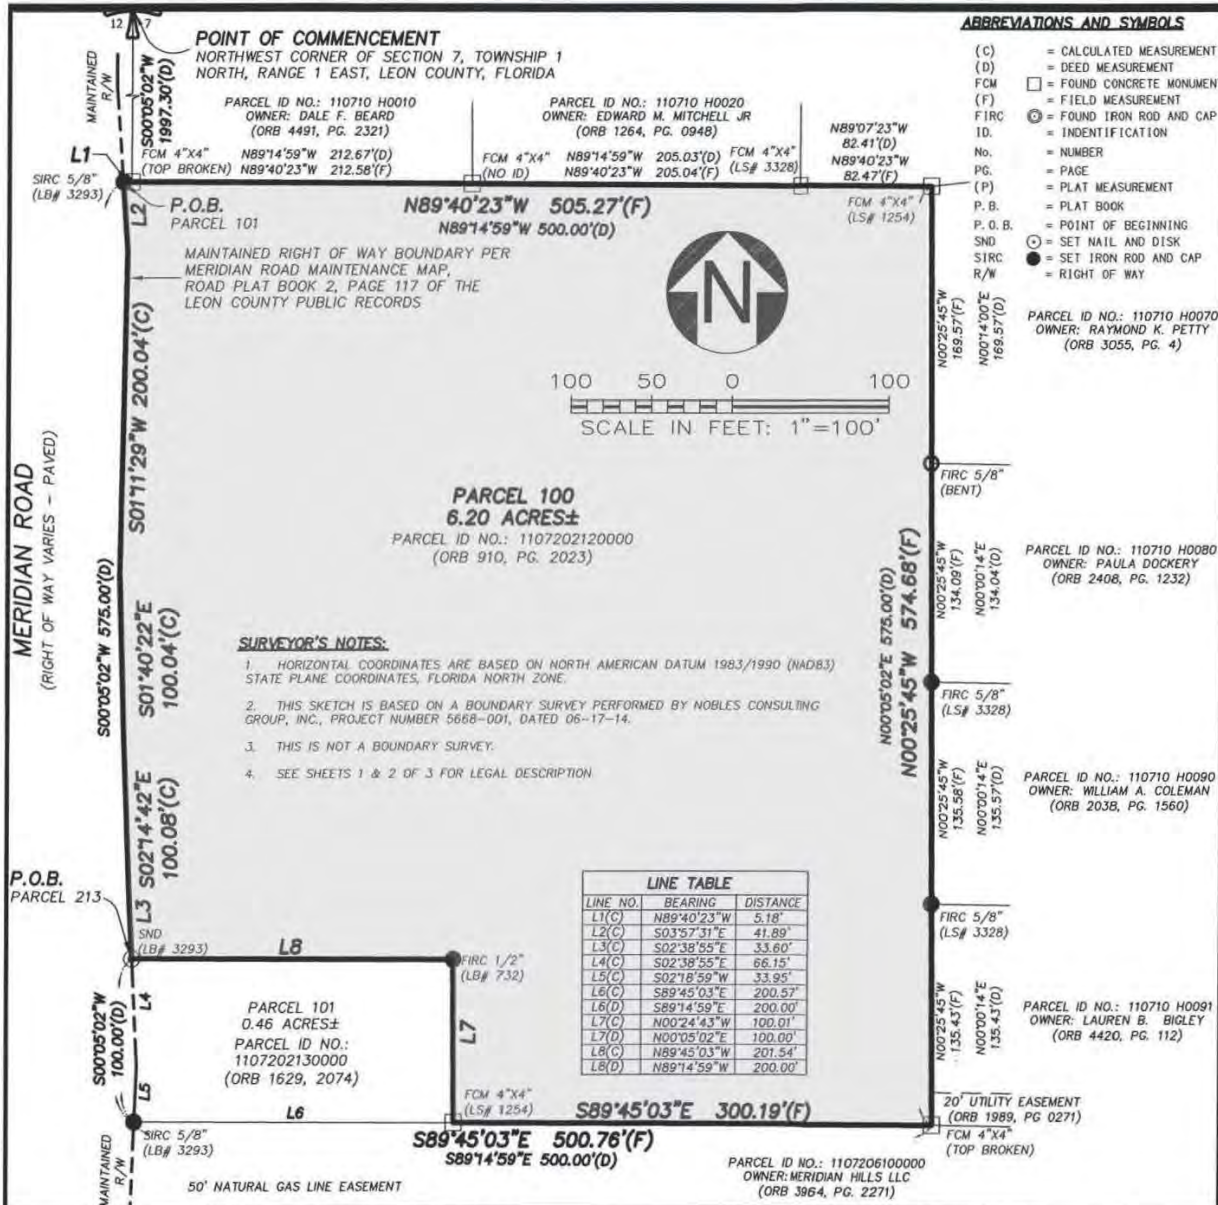 12 7
POINT OF COMMENCEMENT
NORTHWEST CORNER OF SECTION 7, TOWNSHIP 1
NORTH, RANGE 1 EAST, LEON COUNTY, FLORIDA
MAINTAINED
R/W
S00°05'02"W
1997.30'(D)
PARCEL ID NO.: 110710 H0010
OWNER: DALE F. BEARD
(ORB 4491, PG. 2321)
PARCEL ID NO.: 110710 H0020
OWNER: EDWARD M. MITCHELL JR
(ORB 1264, PG. 0948)
N89°07'23"W
82.41'(D)
N89°40'23"W
82.47'(F)
L1
FCM 4"X4"
(TOP BROKEN)
N89°14'59"W 212.67'(D)
N89°40'23"W 212.58'(F)
FCM 4"X4"
(NO ID)
N89°14'59"W 205.03'(D)
N89°40'23"W 205.04'(F)
FCM 4"X4"
(LS# 3328)
SIRC 5/8"
(LB# 3293)
L2
P.O.B.
PARCEL 101
N89°40'23"W 505.27'(F)
N89°14'59"W 500.00'(D)
FCM 4"X4"
(LS# 1254)
ABBREVIATIONS AND SYMBOLS
(C) = CALCULATED MEASUREMENT
(D) = DEED MEASUREMENT
FCM = FOUND CONCRETE MONUMEN
(F) = FIELD MEASUREMENT
FIRC = FOUND IRON ROD AND CAP
ID. = INDENTIFICATION
No. = NUMBER
PG. = PAGE
(P) = PLAT MEASUREMENT
P.B. = PLAT BOOK
P.O.B. = POINT OF BEGINNING
SND = SET NAIL AND DISK
SIRC = SET IRON ROD AND CAP
R/W = RIGHT OF WAY
MAINTAINED RIGHT OF WAY BOUNDARY PER
MERIDIAN ROAD MAINTENANCE MAP,
ROAD PLAT BOOK 2, PAGE 117 OF THE
LEON COUNTY PUBLIC RECORDS
N
100 50 0 100
SCALE IN FEET: 1"=100'
S01°11'29"W 200.04'(C)
MERIDIAN ROAD
(RIGHT OF WAY VARIES - PAVED)
S00°05'02"W 575.00'(D)
S01°40'22"E
100.04'(C)
S02°14'42"E
100.08'(C)
L3
PARCEL 100
6.20 ACRES±
PARCEL ID NO.: 1107202120000
(ORB 910, PG. 2023)
SURVEYOR'S NOTES:
1. HORIZONTAL COORDINATES ARE BASED ON NORTH AMERICAN DATUM 1983/1990 (NAD83)
STATE PLANE COORDINATES, FLORIDA NORTH ZONE.
2. THIS SKETCH IS BASED ON A BOUNDARY SURVEY PERFORMED BY NOBLES CONSULTING
GROUP, INC., PROJECT NUMBER 5668-001, DATED 06-17-14.
3. THIS IS NOT A BOUNDARY SURVEY.
4. SEE SHEETS 1 & 2 OF 3 FOR LEGAL DESCRIPTION
N00°05'02"E 575.00'(D)
N00°25'45"W 574.68'(F)
N00°25'45"W
169.57'(F)
N00°14'00"E
169.57'(D)
PARCEL ID NO.: 110710 H0070
OWNER: RAYMOND K. PETTY
(ORB 3055, PG. 4)
FIRC 5/8"
(BENT)
N00°25'45"W
134.09'(F)
N00°00'14"E
134.04'(D)
PARCEL ID NO.: 110710 H0080
OWNER: PAULA DOCKERY
(ORB 2408, PG. 1232)
FIRC 5/8"
(LS# 3328)
N00°25'45"W
135.58'(F)
N00°00'14"E
135.57'(D)
PARCEL ID NO.: 110710 H0090
OWNER: WILLIAM A. COLEMAN
(ORB 2038, PG. 1560)
FIRC 5/8"
(LS# 3328)
N00°25'45"W
135.43'(F)
N00°00'14"E
135.43'(D)
PARCEL ID NO.: 110710 H0091
OWNER: LAUREN B. BIGLEY
(ORB 4420, PG. 112)
LINE TABLE
LINE NO. BEARING DISTANCE
L1(C) N89°40'23"W 5.18'
L2(C) S03°57'31"E 41.89'
L3(C) S02°38'55"E 33.60'
L4(C) S02°38'55"E 66.15'
L5(C) S02°18'59"W 33.95'
L6(C) S89°45'03"E 200.57'
L6(D) S89°14'59"E 200.00'
L7(C) N00°24'43"W 100.01'
L7(D) N00°05'02"E 100.00'
L8(C) N89°45'03"W 201.54'
L8(D) N89°14'59"W 200.00'
P.O.B.
PARCEL 213
SND
(LB# 3293)
L8
FIRC 1/2"
(LB# 732)
L4
S00°05'02"W
100.00'(D)
L5
PARCEL 101
0.46 ACRES±
PARCEL ID NO.:
1107202130000
(ORB 1629, 2074)
L7
L6
FCM 4"X4"
(LS# 1254)
S89°45'03"E 300.19'(F)
20' UTILITY EASEMENT
(ORB 1989, PG 0271)
FCM 4"X4"
(TOP BROKEN)
SIRC 5/8"
(LB# 3293)
S89°45'03"E 500.76'(F)
S89°14'59"E 500.00'(D)
MAINTAINED
R/W
50' NATURAL GAS LINE EASEMENT
PARCEL ID NO.: 1107206100000
OWNER: MERIDIAN HILLS LLC
(ORB 3964, PG. 2271)